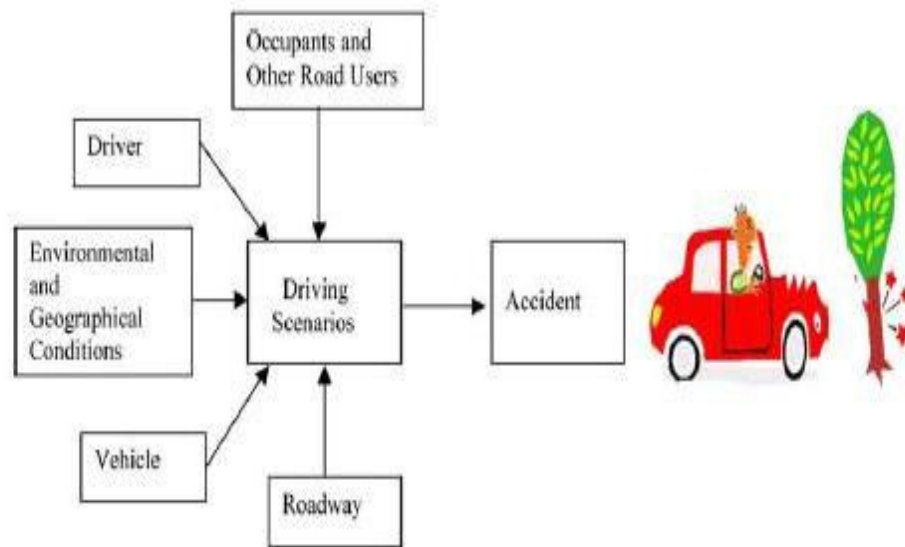 Occupants and
Other Road Users
Driver
Environmental
and
Geographical
Conditions
Driving
Scenarios
Accident
Vehicle
Roadway